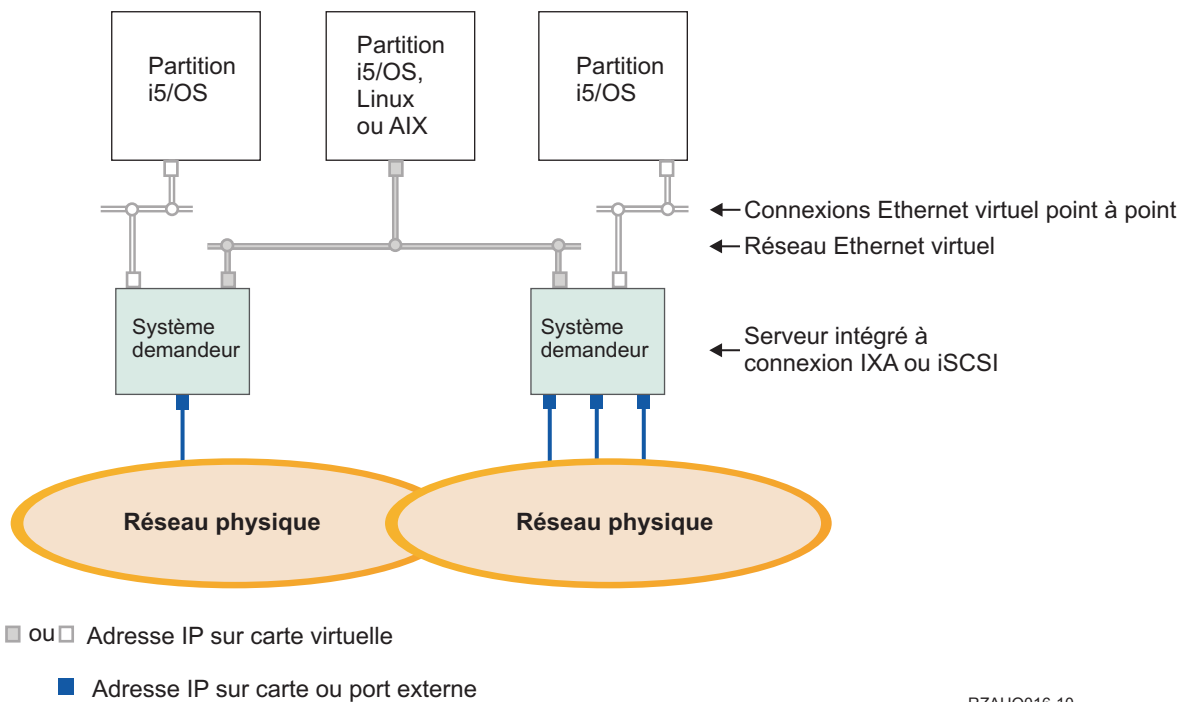 Partition
i5/OS
Partition
i5/OS,
Linux
ou AIX
Partition
i5/OS
Connexions Ethernet virtuel point à point
Réseau Ethernet virtuel
Système
demandeur
Système
demandeur
Serveur intégré à
connexion IXA ou iSCSI
Réseau physique
Réseau physique
ou
Adresse IP sur carte virtuelle
Adresse IP sur carte ou port externe